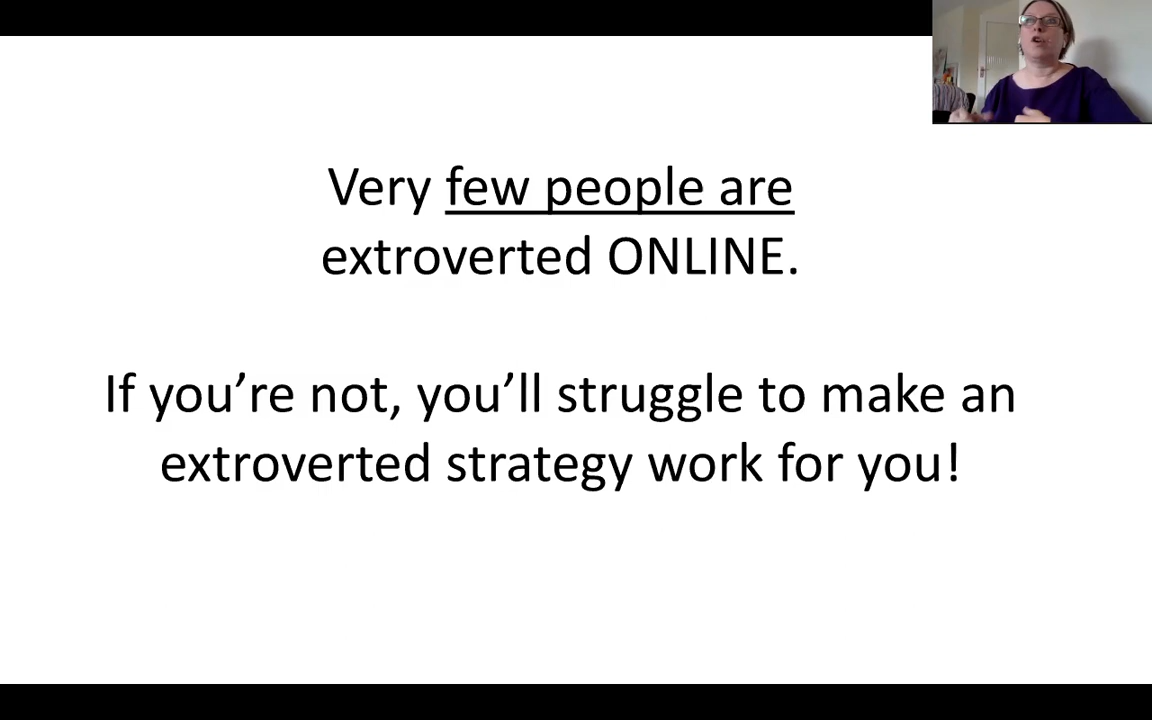 Very few people are
extroverted ONLINE.
If you’re not, you’ll struggle to make an
extroverted strategy work for you!